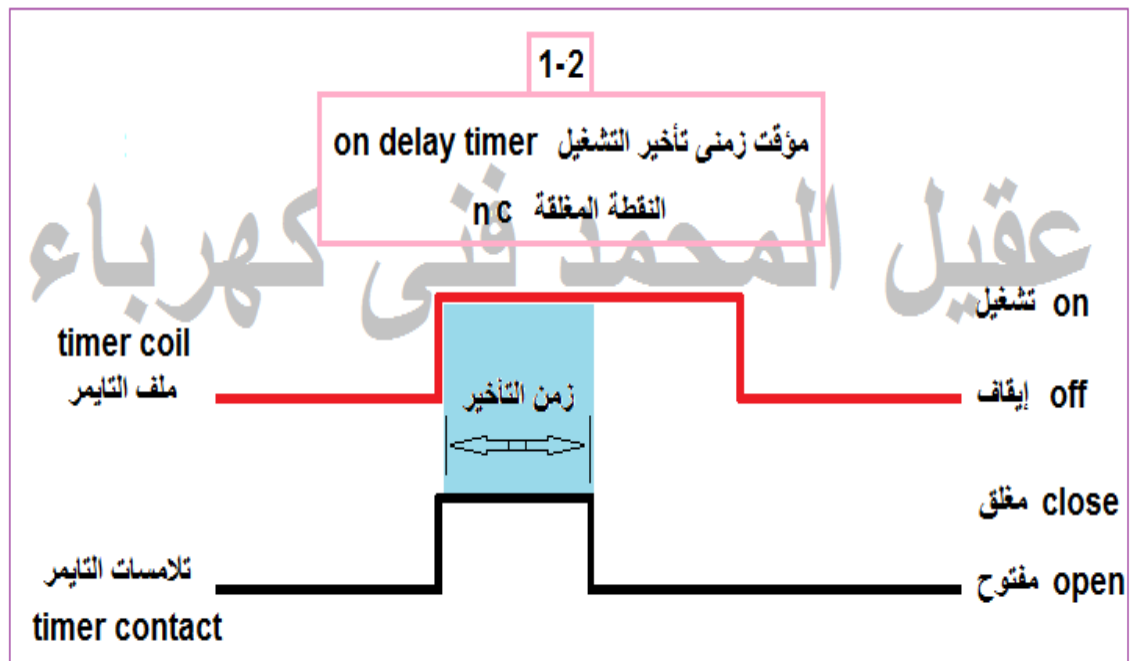 1-2
مؤقت زمنى تأخير التشغيل on delay timer
النقطة المغلقة n c
عقيل المحمد فنى كهرباء
تشغيل on
timer coil
ملف التايمر
إيقاف off
زمن التأخير
مغلق close
تلامسات التايمر
مفتوح open
timer contact